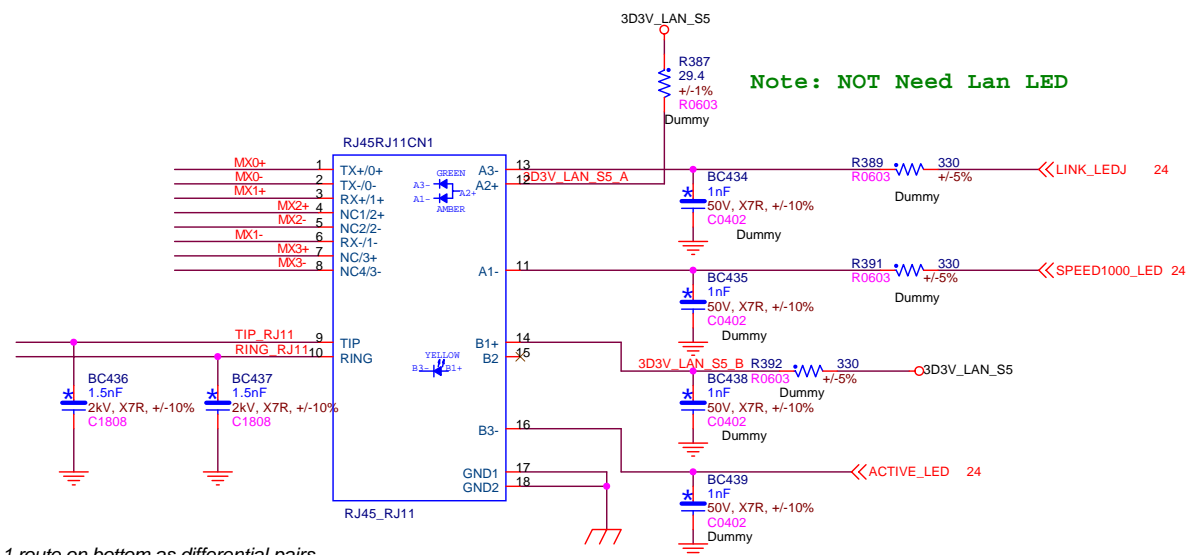 3D3V_LAN_S5
R387
29.4
+/-1%
R0603
Dummy
Note: NOT Need Lan LED
RJ45RJ11CN1
MX0+ 1 TX+/0+
MX0- 2 TX-/0-
MX1+ 3 RX+/1+
MX2+ 4 NC1/2+
MX2- 5 NC2/2-
MX1- 6 RX-/1-
MX3+ 7 NC/3+
MX3- 8 NC4/3-
GREEN
A3- A2+
A1-
AMBER
A3- 13
A2+ 12 3D3V_LAN_S5_A
BC434
1nF
50V, X7R, +/-10%
C0402
Dummy
R389 330
R0603 +/-5%
Dummy
LINK_LEDJ 24
A1- 11
BC435
1nF
50V, X7R, +/-10%
C0402
Dummy
R391 330
R0603 +/-5%
Dummy
SPEED1000_LED 24
TIP_RJ11 9 TIP
RING_RJ11 10 RING
YELLOW
B3- B1+
B1+ 14
B2 15
3D3V_LAN_S5_B R392 330
R0603 +/-5%
Dummy
3D3V_LAN_S5
BC438
1nF
50V, X7R, +/-10%
C0402
Dummy
BC436
1.5nF
2kV, X7R, +/-10%
C1808
BC437
1.5nF
2kV, X7R, +/-10%
C1808
B3- 16
GND1 17
GND2 18
ACTIVE_LED 24
BC439
1nF
50V, X7R, +/-10%
C0402
Dummy
RJ45_RJ11
1 route on bottom as differential pairs